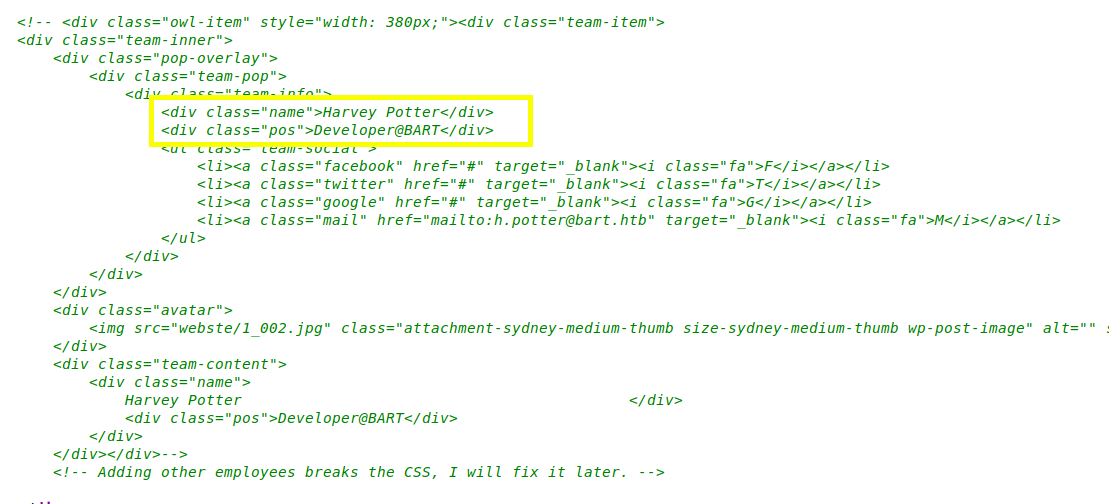 <!-- <div class="owl-item" style="width: 380px;"><div class="team-item">
<div class="team-inner">
<div class="pop-overlay">
<div class="team-pop">
<div class="team-info">
<div class="name">Harvey Potter</div>
<div class="pos">Developer@BART</div>
<ul class="team-social">
<li><a class="facebook" href="#" target="_blank"><i class="fa">F</i></a></li>
<li><a class="twitter" href="#" target="_blank"><i class="fa">T</i></a></li>
<li><a class="google" href="#" target="_blank"><i class="fa">G</i></a></li>
<li><a class="mail" href="mailto:h.potter@bart.htb" target="_blank"><i class="fa">M</i></a></li>
</ul>
</div>
</div>
</div>
<div class="avatar">
<img src="webste/1_002.jpg" class="attachment-sydney-medium-thumb size-sydney-medium-thumb wp-post-image" alt=""
</div>
<div class="team-content">
<div class="name">
Harvey Potter </div>
<div class="pos">Developer@BART</div>
</div>
</div></div>-->
<!-- Adding other employees breaks the CSS, I will fix it later. -->